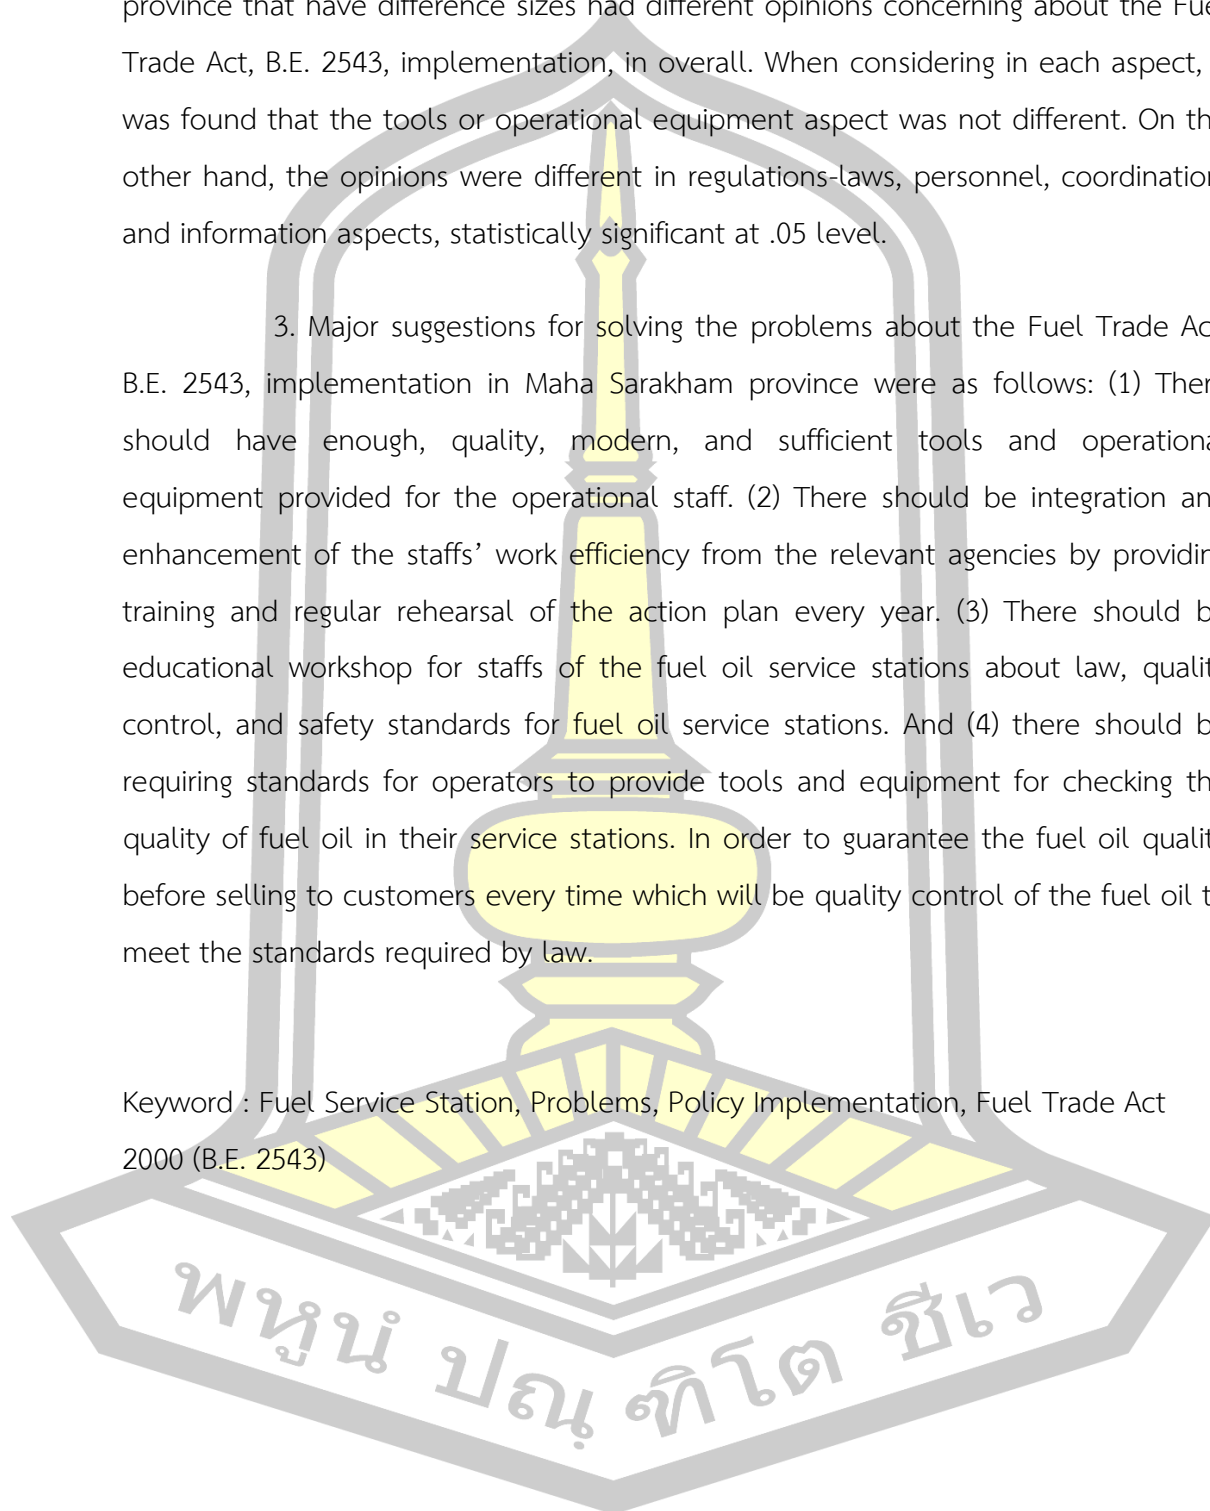 province that have difference sizes had different opinions concerning about the Fue
Trade Act, B.E. 2543, implementation, in overall. When considering in each aspect,
was found that the tools or operational equipment aspect was not different. On th
other hand, the opinions were different in regulations-laws, personnel, coordination
and information aspects, statistically significant at .05 level.
3. Major suggestions for solving the problems about the Fuel Trade Ac
B.E. 2543, implementation in Maha Sarakham province were as follows: (1) Ther
should have enough, quality, modern, and sufficient tools and operationa
equipment provided for the operational staff. (2) There should be integration an
enhancement of the staffs’ work efficiency from the relevant agencies by providin
training and regular rehearsal of the action plan every year. (3) There should b
educational workshop for staffs of the fuel oil service stations about law, qualit
control, and safety standards for fuel oil service stations. And (4) there should b
requiring standards for operators to provide tools and equipment for checking th
quality of fuel oil in their service stations. In order to guarantee the fuel oil qualit
before selling to customers every time which will be quality control of the fuel oil t
meet the standards required by law.
Keyword : Fuel Service Station, Problems, Policy Implementation, Fuel Trade Act
2000 (B.E. 2543)
พหูนํ ปณฺฑิโต ชีเว